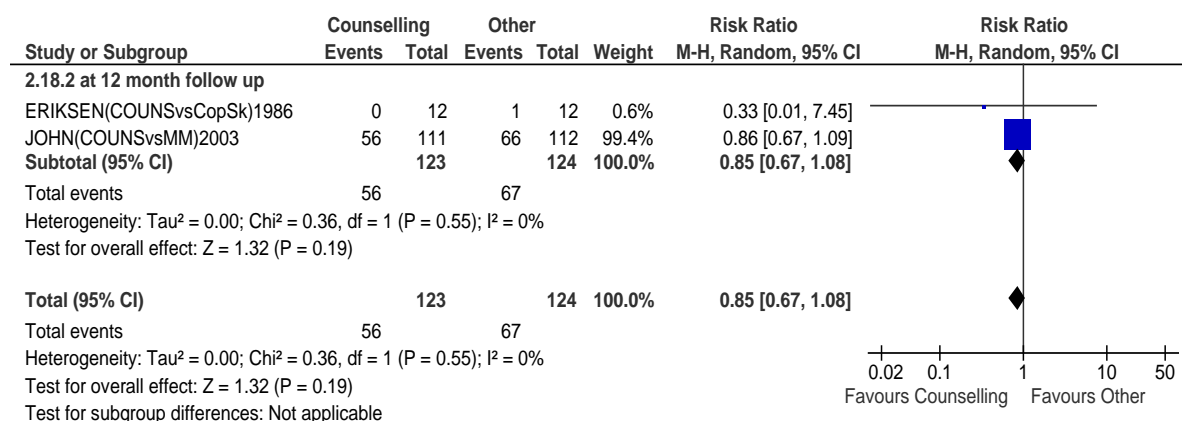 Counselling Other Risk Ratio Risk Ratio
Study or Subgroup Events Total Events Total Weight M-H, Random, 95% CI M-H, Random, 95% CI
2.18.2 at 12 month follow up
ERIKSEN(COUNSvsCopSk)1986 0 12 1 12 0.6% 0.33 [0.01, 7.45]
JOHN(COUNSvsMM)2003 56 111 66 112 99.4% 0.86 [0.67, 1.09]
Subtotal (95% CI) 123 124 100.0% 0.85 [0.67, 1.08]
Total events 56 67
Heterogeneity: Tau² = 0.00; Chi² = 0.36, df = 1 (P = 0.55); I² = 0%
Test for overall effect: Z = 1.32 (P = 0.19)
Total (95% CI) 123 124 100.0% 0.85 [0.67, 1.08]
Total events 56 67
Heterogeneity: Tau² = 0.00; Chi² = 0.36, df = 1 (P = 0.55); I² = 0%
Test for overall effect: Z = 1.32 (P = 0.19)
Test for subgroup differences: Not applicable
0.02 0.1 1 10 50
Favours Counselling Favours Other